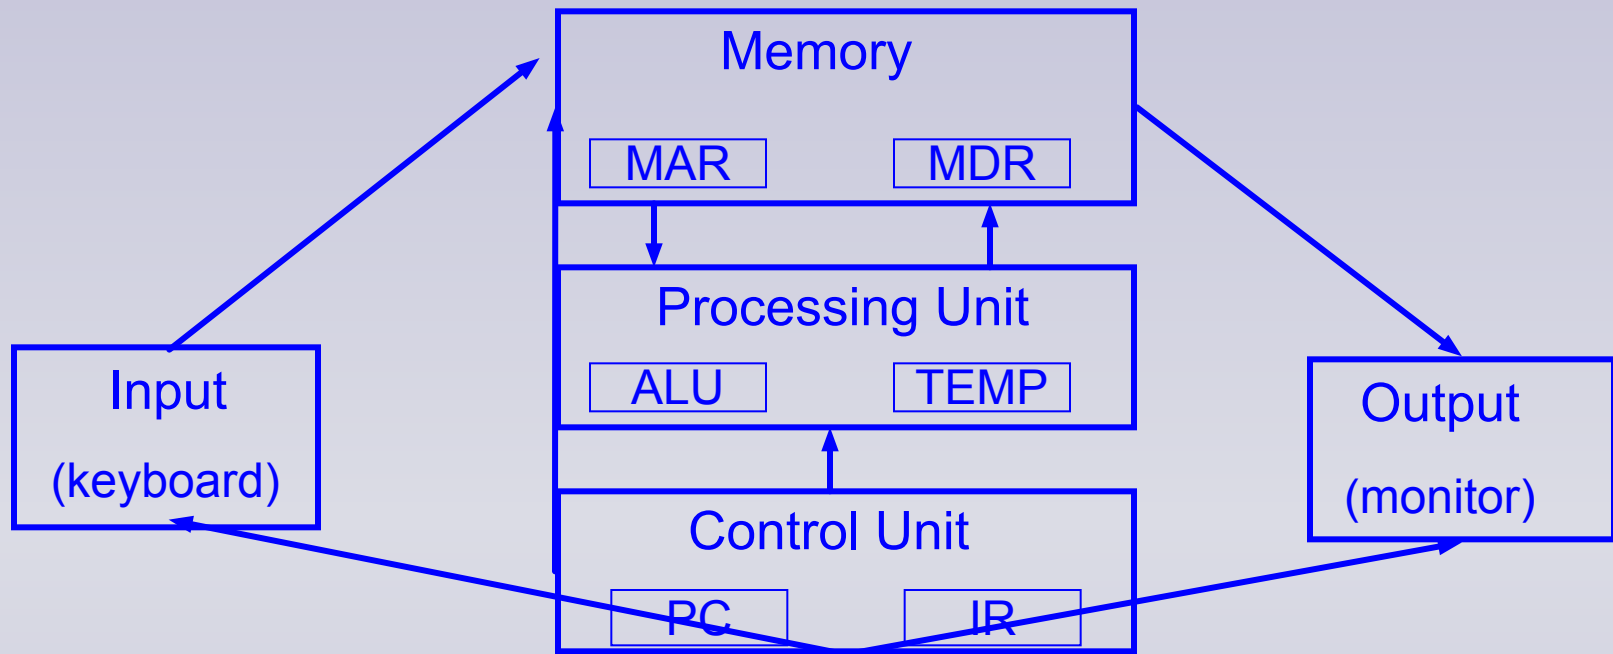 Memory
MAR MDR
Processing Unit
ALU TEMP
Input
(keyboard)
Output
(monitor)
Control Unit
PC IR